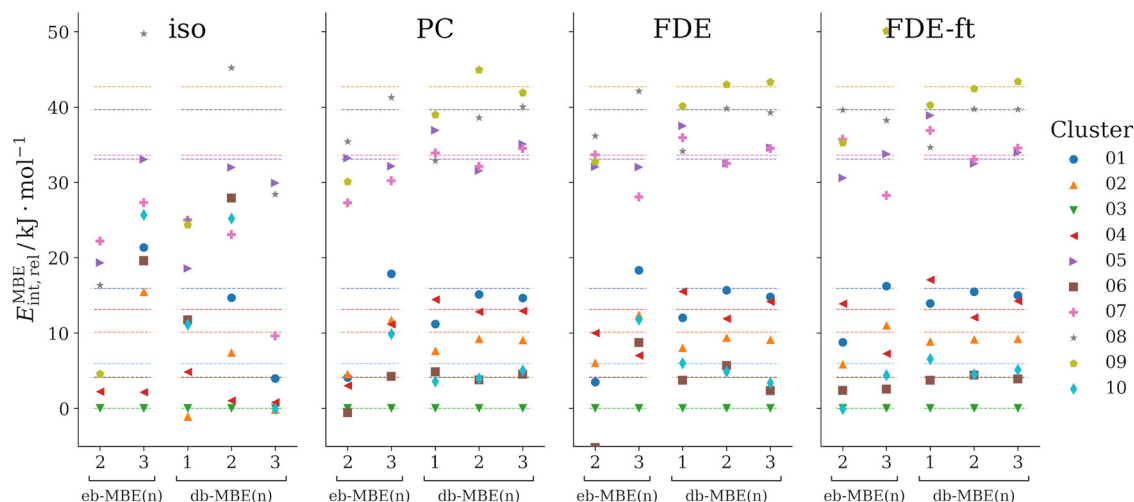 iso PC FDE FDE-ft
50
40
30
20
10
0
E^MBE_int,rel / kJ · mol⁻¹
2 3 1 2 3
eb-MBE(n) db-MBE(n)
2 3 1 2 3
eb-MBE(n) db-MBE(n)
2 3 1 2 3
eb-MBE(n) db-MBE(n)
2 3 1 2 3
eb-MBE(n) db-MBE(n)
Cluster
01
02
03
04
05
06
07
08
09
10